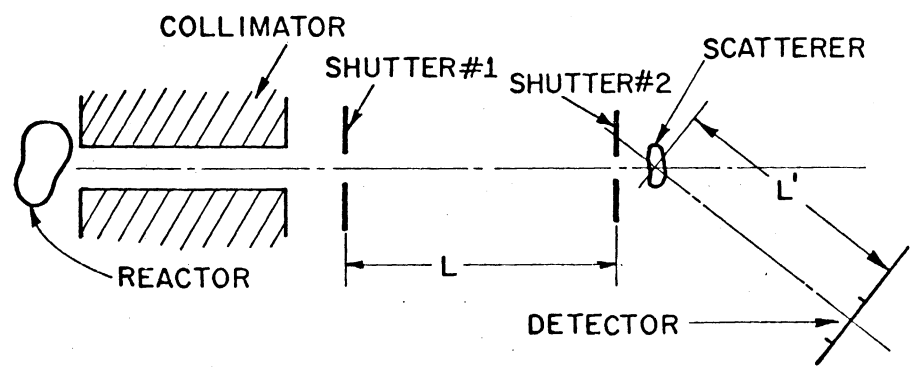 COLLIMATOR
SHUTTER#1
SHUTTER#2
SCATTERER
L'
L
REACTOR
DETECTOR